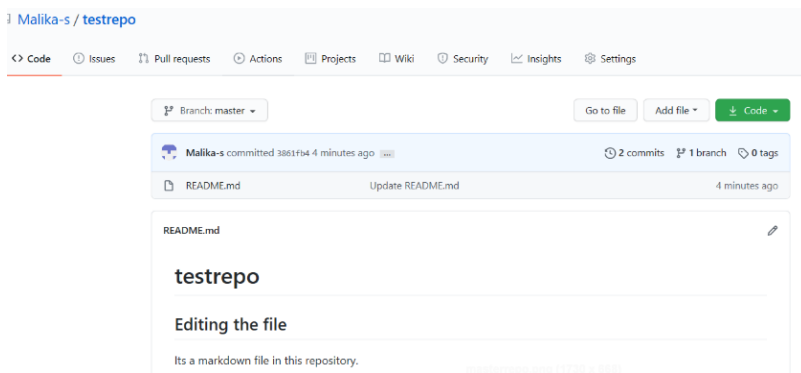 Malika-s / testrepo
<> Code Issues Pull requests Actions Projects Wiki Security Insights Settings
Branch: master Go to file Add file Code
Malika-s committed 3861fb4 4 minutes ago ... 2 commits 1 branch 0 tags
README.md Update README.md 4 minutes ago
README.md
testrepo
Editing the file
Its a markdown file in this repository.